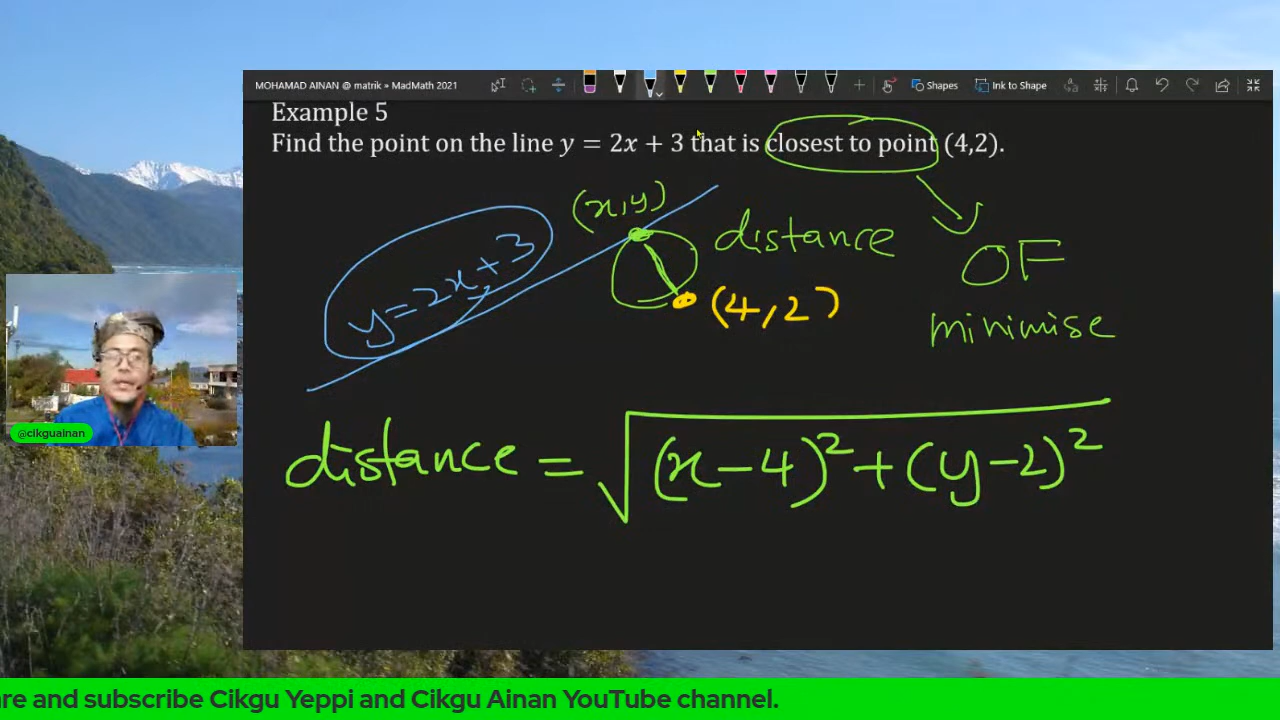 MOHAMAD AINAN @ matrik – MadMath 2021
Shapes
Ink to Shape
Example 5
Find the point on the line y = 2x + 3 that is closest to point (4,2).
(x,y)
distance
y=2x+3
OF
(4,2)
minimise
@cikguainan
distance = √(x-4)²+(y-2)²
are and subscribe Cikgu Yeppi and Cikgu Ainan YouTube channel.